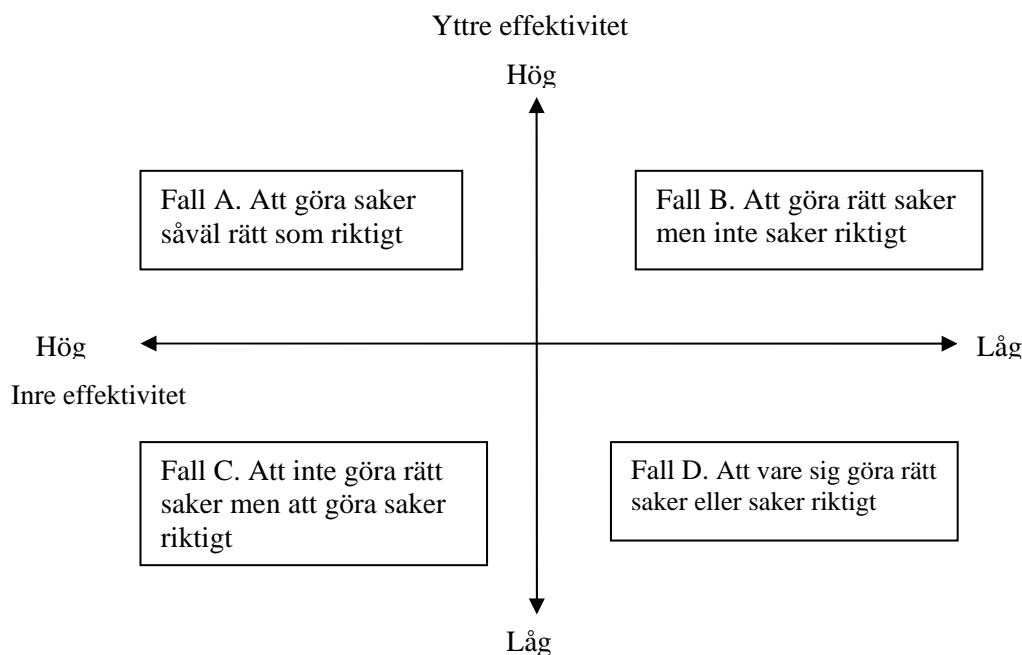 Yttre effektivitet
Hög
Fall A. Att göra saker
såväl rätt som riktigt
Fall B. Att göra rätt saker
men inte saker riktigt
Hög
Låg
Inre effektivitet
Fall C. Att inte göra rätt
saker men att göra saker
riktigt
Fall D. Att vare sig göra rätt
saker eller saker riktigt
Låg